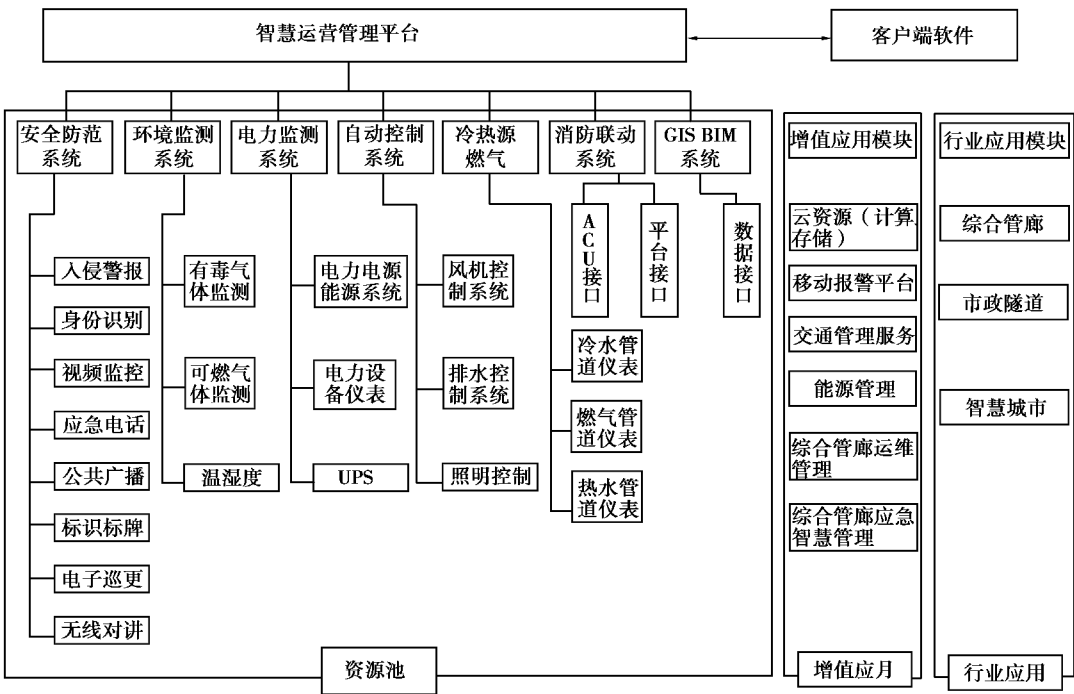 智慧运营管理平台
客户端软件
安全防范
系统
环境监测
系统
电力监测
系统
自动控制
系统
冷热源
燃气
消防联动
系统
GIS BIM
系统
增值应用模块
行业应用模块
入侵警报
身份识别
视频监控
应急电话
公共广播
标识标牌
电子巡更
无线对讲
有毒气
体监测
可燃气
体监测
温湿度
电力电源
能源系统
电力设
备仪表
UPS
风机控
制系统
排水控
制系统
照明控制
冷水管
道仪表
燃气管
道仪表
热水管
道仪表
ACU接口
平台接口
数据接口
云资源（计算、
存储）
移动报警平台
交通管理服务
能源管理
综合管廊运维
管理
综合管廊应急
智慧管理
综合管廊
市政隧道
智慧城市
资源池
增值应月
行业应用